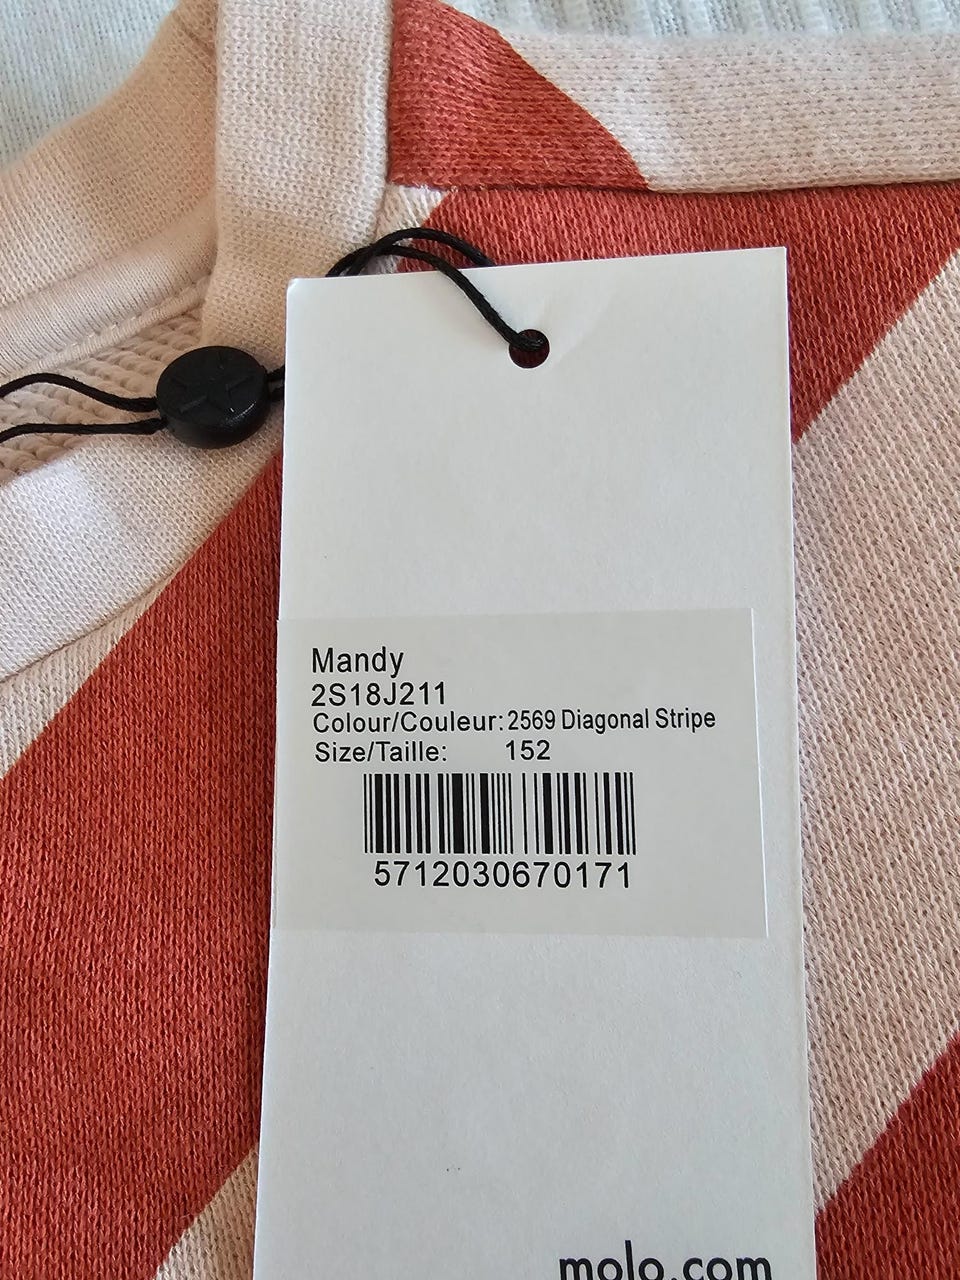 Mandy
2S18J211
Colour/Couleur: 2569 Diagonal Stripe
Size/Taille: 152
5712030670171
molo.com